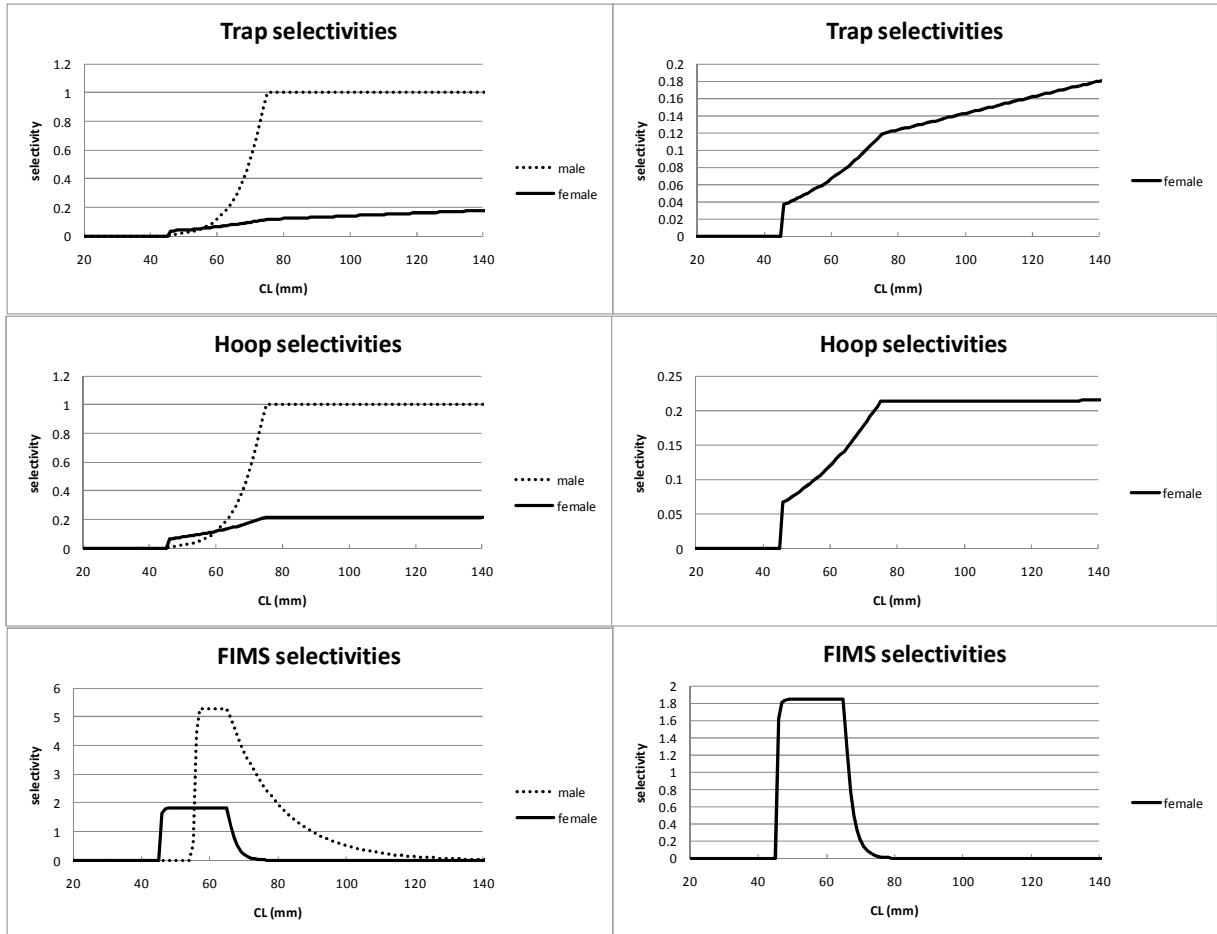 Trap selectivities
1.2
1
0.8
0.6
0.4
0.2
0
selectivity
20 40 60 80 100 120 140
CL (mm)
male
female
Trap selectivities
0.2
0.18
0.16
0.14
0.12
0.1
0.08
0.06
0.04
0.02
0
selectivity
20 40 60 80 100 120 140
CL (mm)
female
Hoop selectivities
1.2
1
0.8
0.6
0.4
0.2
0
selectivity
20 40 60 80 100 120 140
CL (mm)
male
female
Hoop selectivities
0.25
0.2
0.15
0.1
0.05
0
selectivity
20 40 60 80 100 120 140
CL (mm)
female
FIMS selectivities
6
5
4
3
2
1
0
selectivity
20 40 60 80 100 120 140
CL (mm)
male
female
FIMS selectivities
2
1.8
1.6
1.4
1.2
1
0.8
0.6
0.4
0.2
0
selectivity
20 40 60 80 100 120 140
CL (mm)
female